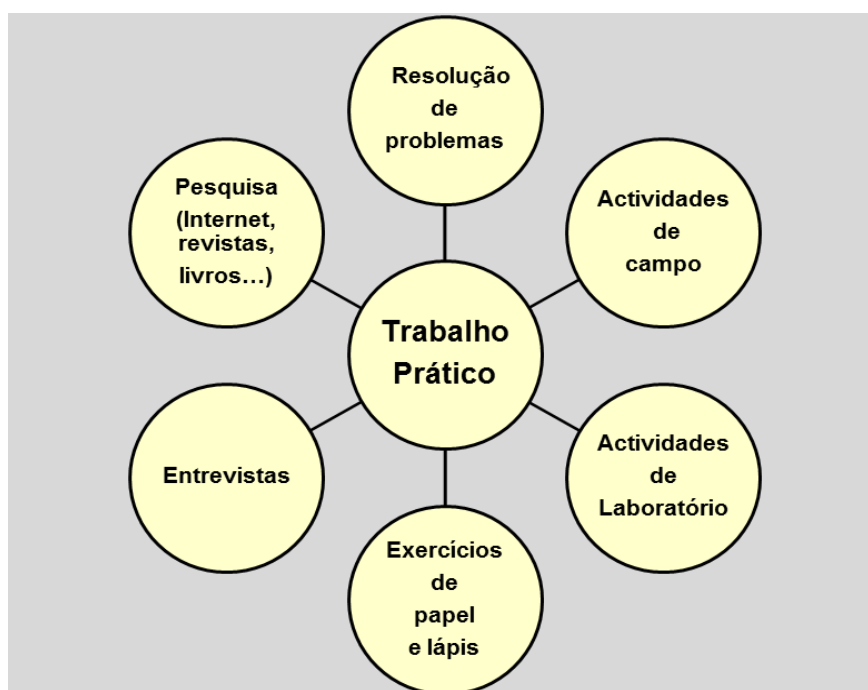 Resolução
de
problemas
Pesquisa
(Internet,
revistas,
livros…)
Actividades
de
campo
Trabalho
Prático
Entrevistas
Actividades
de
Laboratório
Exercícios
de
papel
e lápis